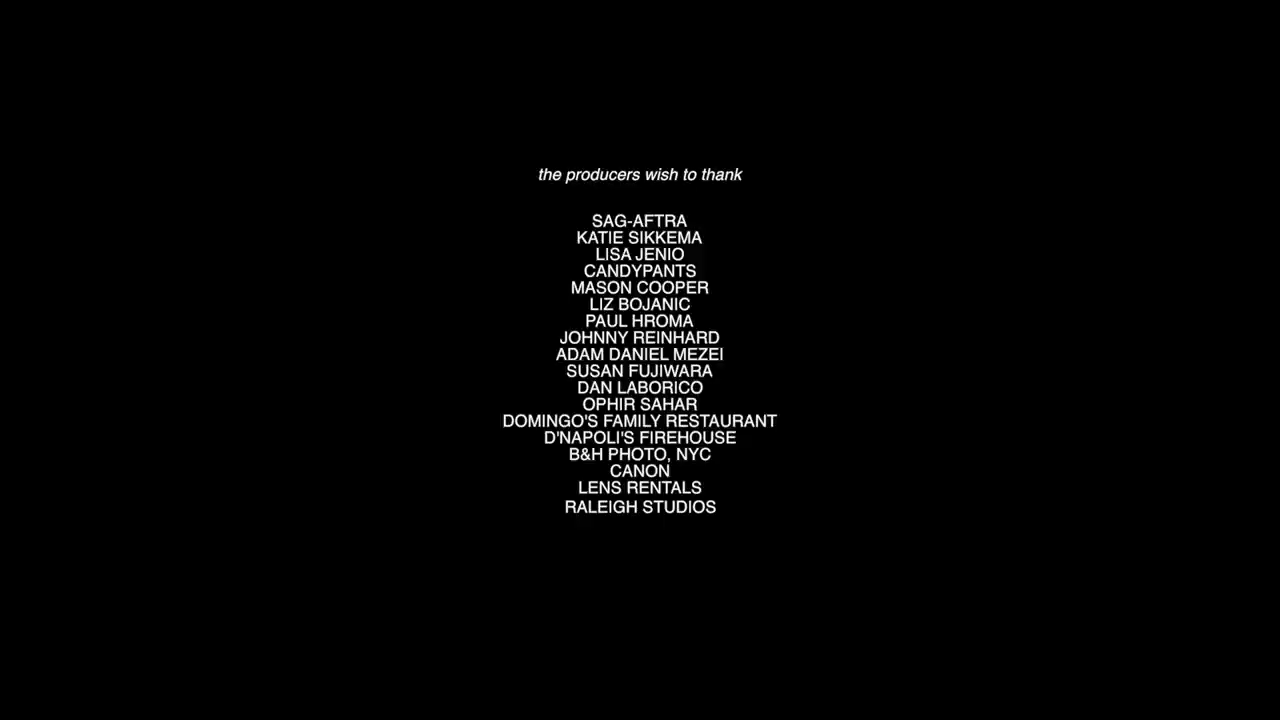 the producers wish to thank
SAG-AFTRA
KATIE SIKKEMA
LISA JENIO
CANDYPANTS
MASON COOPER
LIZ BOJANIC
PAUL HROMA
JOHNNY REINHARD
ADAM DANIEL MEZEI
SUSAN FUJIWARA
DAN LABORICO
OPHIR SAHAR
DOMINGO'S FAMILY RESTAURANT
D'NAPOLI'S FIREHOUSE
B&H PHOTO, NYC
CANON
LENS RENTALS
RALEIGH STUDIOS